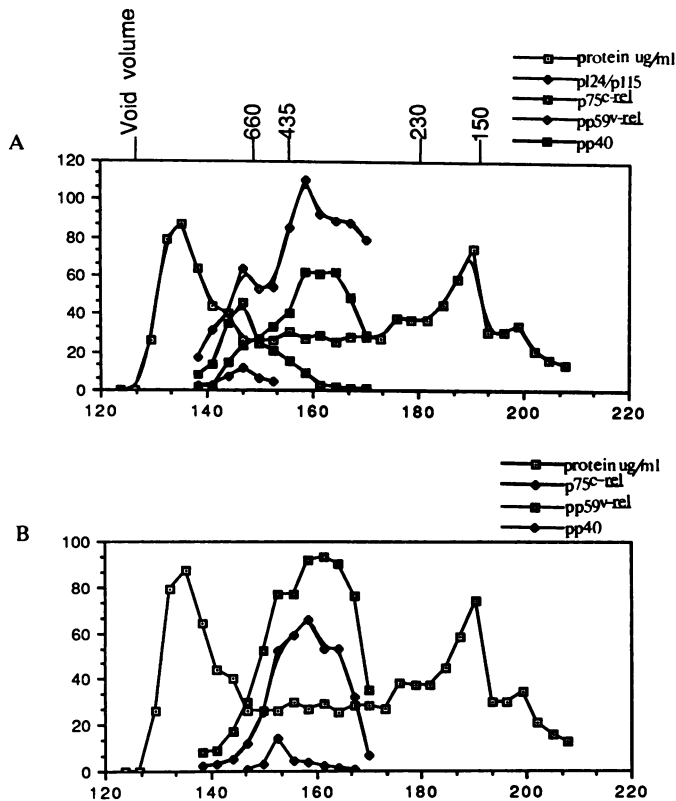 Void volume
660
435
230
150
protein ug/ml
p124/p115
p75c-rel
pp59v-rel
pp40
A
120
100
80
60
40
20
0
120 140 160 180 200 220
protein ug/ml
p75c-rel
pp59v-rel
pp40
B
100
80
60
40
20
0
120 140 160 180 200 220